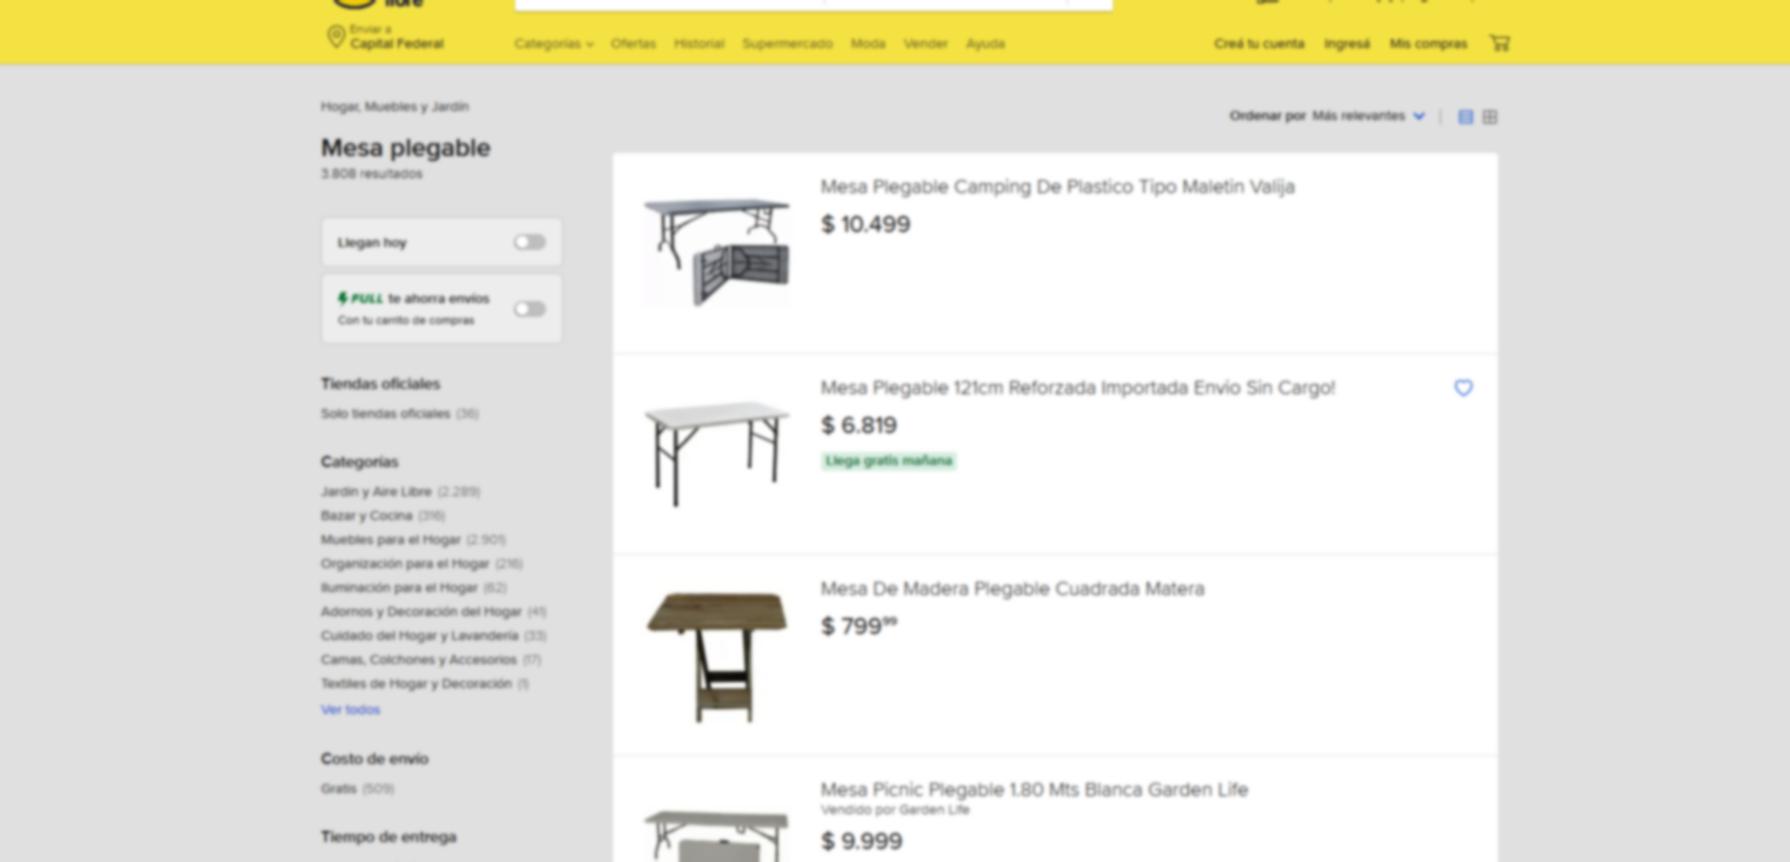 libre
Enviar a
Capital Federal
Categorías Ofertas Historial Supermercado Moda Vender Ayuda
Creá tu cuenta Ingresá Mis compras
Hogar, Muebles y Jardín
Ordenar por Más relevantes
Mesa plegable
3.808 resultados
Llegan hoy
FULL te ahorra envíos
Con tu carrito de compras
Tiendas oficiales
Solo tiendas oficiales (36)
Categorías
Jardín y Aire Libre (2.289)
Bazar y Cocina (316)
Muebles para el Hogar (2.901)
Organización para el Hogar (216)
Iluminación para el Hogar (62)
Adornos y Decoración del Hogar (41)
Cuidado del Hogar y Lavandería (33)
Camas, Colchones y Accesorios (17)
Textiles de Hogar y Decoración (1)
Ver todos
Costo de envío
Gratis (509)
Tiempo de entrega
Mesa Plegable Camping De Plastico Tipo Maletin Valija
$ 10.499
Mesa Plegable 121cm Reforzada Importada Envio Sin Cargo!
$ 6.819
Llega gratis mañana
Mesa De Madera Plegable Cuadrada Matera
$ 799⁹⁹
Mesa Picnic Plegable 1.80 Mts Blanca Garden Life
Vendido por Garden Life
$ 9.999